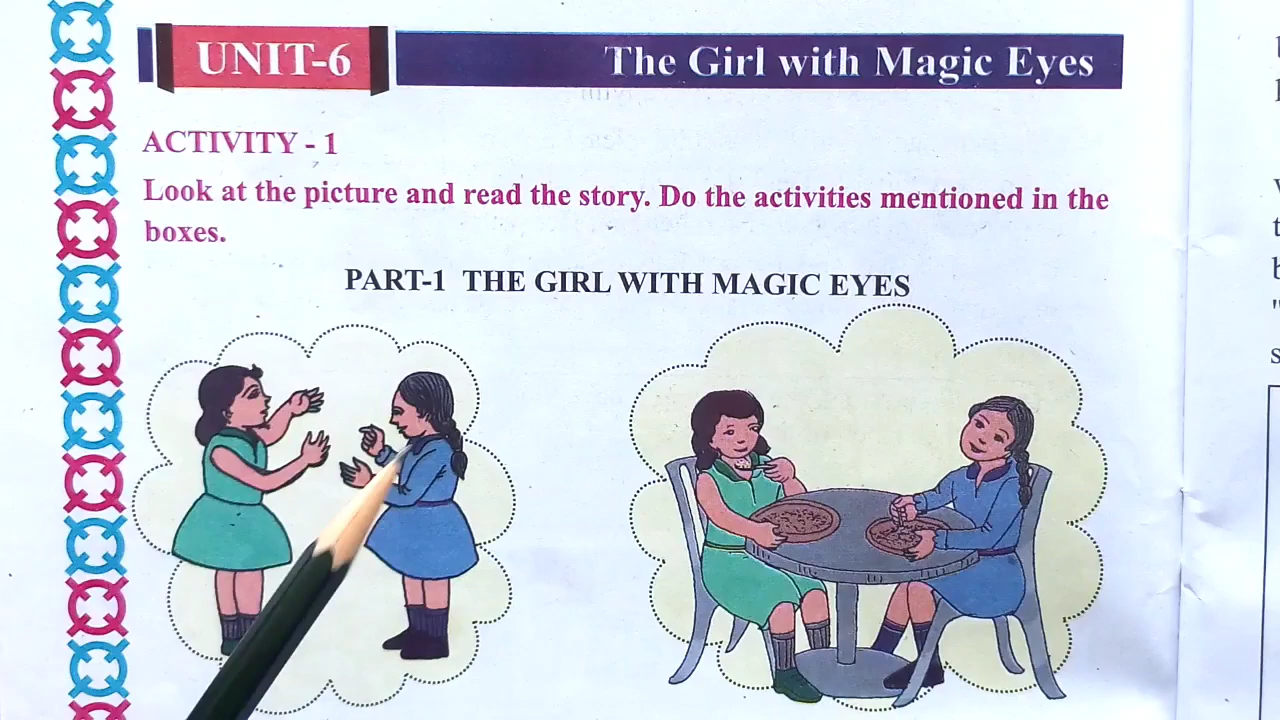 UNIT-6
The Girl with Magic Eyes
ACTIVITY - 1
Look at the picture and read the story. Do the activities mentioned in the
boxes.
PART-1 THE GIRL WITH MAGIC EYES